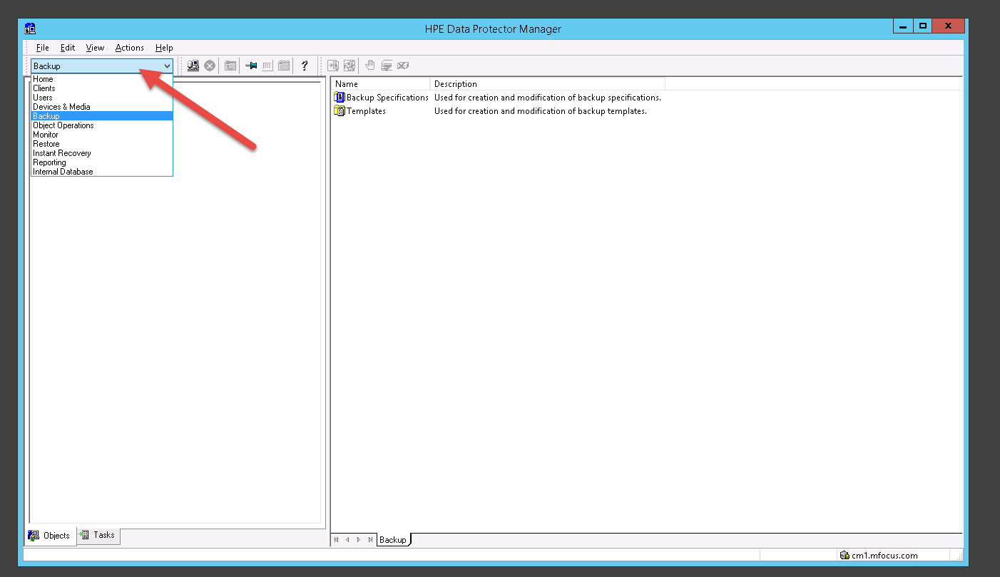 HPE Data Protector Manager
File Edit View Actions Help
Backup
Home
Clients
Users
Devices & Media
Backup
Object Operations
Monitor
Restore
Instant Recovery
Reporting
Internal Database
Name Description
Backup Specifications Used for creation and modification of backup specifications.
Templates Used for creation and modification of backup templates.
Objects Tasks
Backup
cm1.mfocus.com